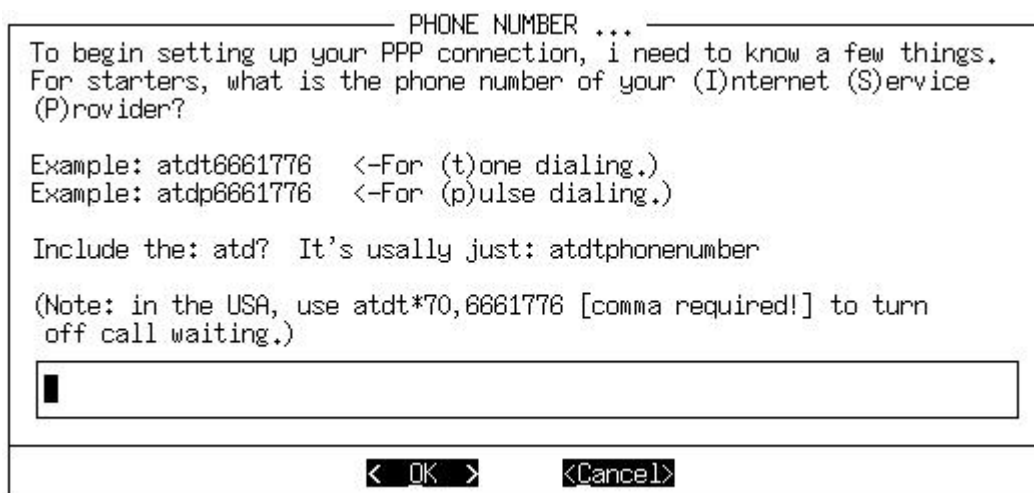 PHONE NUMBER ...
To begin setting up your PPP connection, i need to know a few things.
For starters, what is the phone number of your (I)nternet (S)ervice
(P)rovider?
Example: atdt6661776 <-For (t)one dialing.)
Example: atdp6661776 <-For (p)ulse dialing.)
Include the: atd? It's usally just: atdtphonenumber
(Note: in the USA, use atdt*70,6661776 [comma required!] to turn
off call waiting.)
< OK > <Cancel>